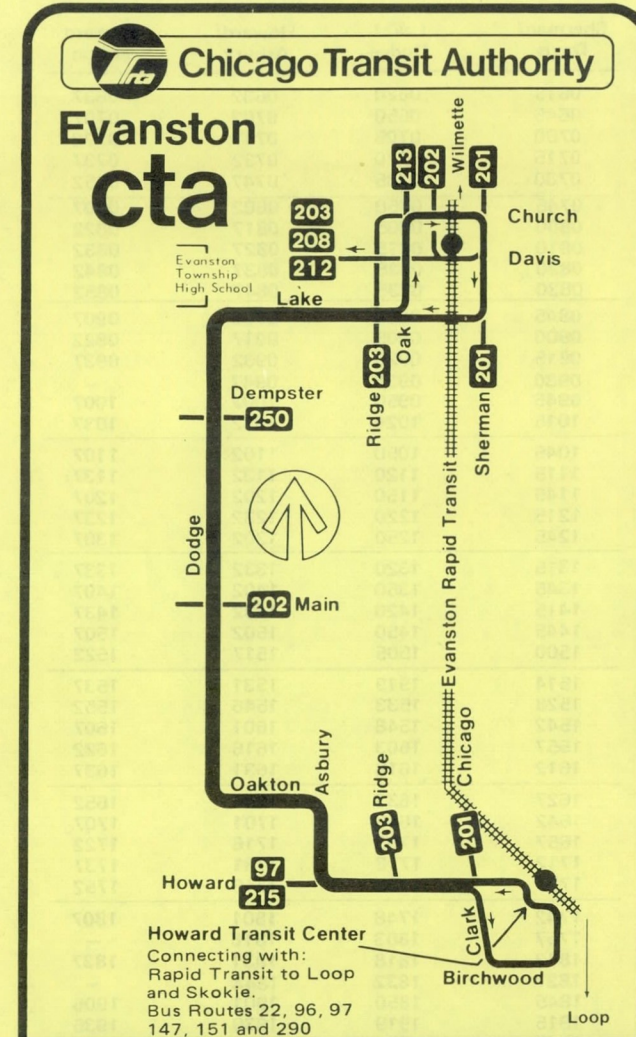 rta
Chicago Transit Authority
Evanston
cta
213
202
Wilmette
201
Church
203
208
212
Davis
Evanston
Township
High School
Lake
Ridge 203
Oak
Sherman 201
Dempster
250
Dodge
Evanston Rapid Transit
202 Main
Chicago
Asbury
Oakton
203 Ridge
201
97
Howard
215
Clark
Howard Transit Center
Connecting with:
Rapid Transit to Loop
and Skokie.
Bus Routes 22, 96, 97
147, 151 and 290
Birchwood
Loop